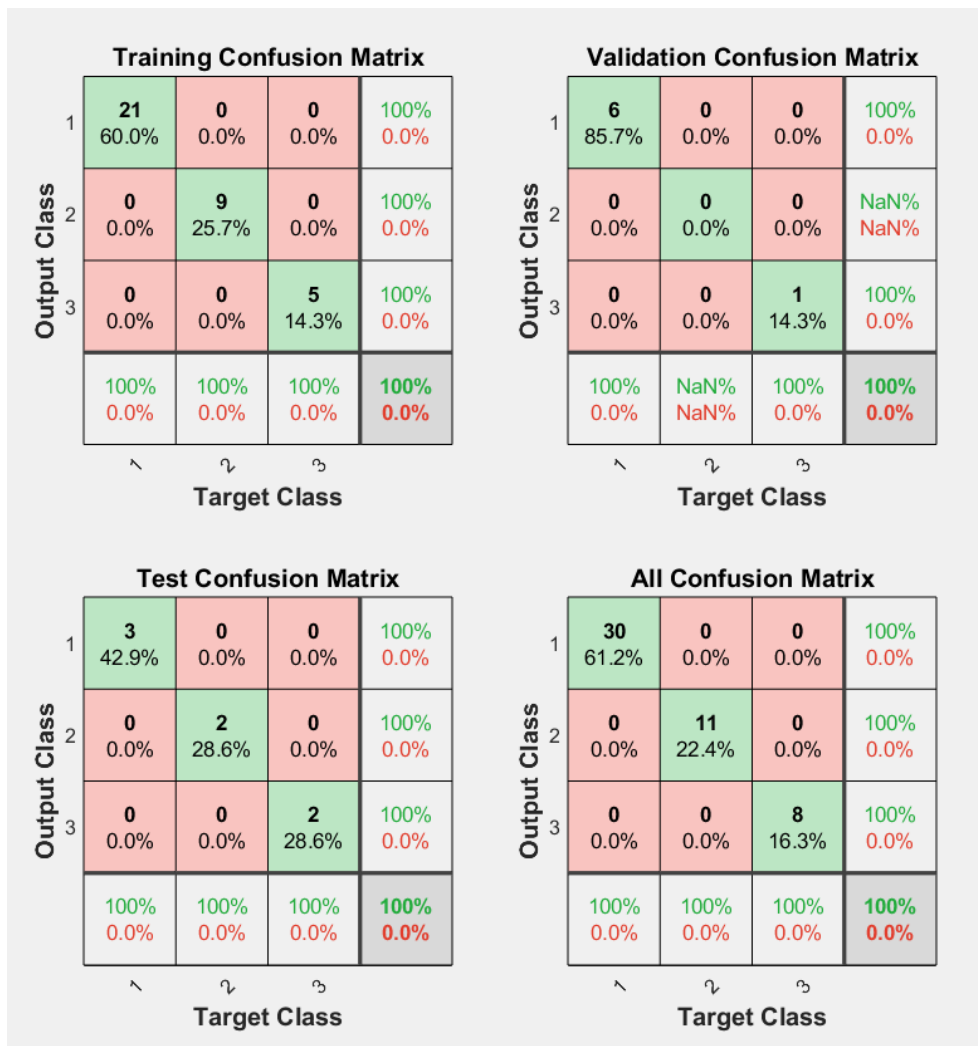 Training Confusion Matrix
Output Class
1
21 0 0 100%
60.0% 0.0% 0.0% 0.0%
2
0 9 0 100%
0.0% 25.7% 0.0% 0.0%
3
0 0 5 100%
0.0% 0.0% 14.3% 0.0%
100% 100% 100% 100%
0.0% 0.0% 0.0% 0.0%
1 2 3
Target Class
Validation Confusion Matrix
Output Class
1
6 0 0 100%
85.7% 0.0% 0.0% 0.0%
2
0 0 0 NaN%
0.0% 0.0% 0.0% NaN%
3
0 0 1 100%
0.0% 0.0% 14.3% 0.0%
100% NaN% 100% 100%
0.0% NaN% 0.0% 0.0%
1 2 3
Target Class
Test Confusion Matrix
Output Class
1
3 0 0 100%
42.9% 0.0% 0.0% 0.0%
2
0 2 0 100%
0.0% 28.6% 0.0% 0.0%
3
0 0 2 100%
0.0% 0.0% 28.6% 0.0%
100% 100% 100% 100%
0.0% 0.0% 0.0% 0.0%
1 2 3
Target Class
All Confusion Matrix
Output Class
1
30 0 0 100%
61.2% 0.0% 0.0% 0.0%
2
0 11 0 100%
0.0% 22.4% 0.0% 0.0%
3
0 0 8 100%
0.0% 0.0% 16.3% 0.0%
100% 100% 100% 100%
0.0% 0.0% 0.0% 0.0%
1 2 3
Target Class